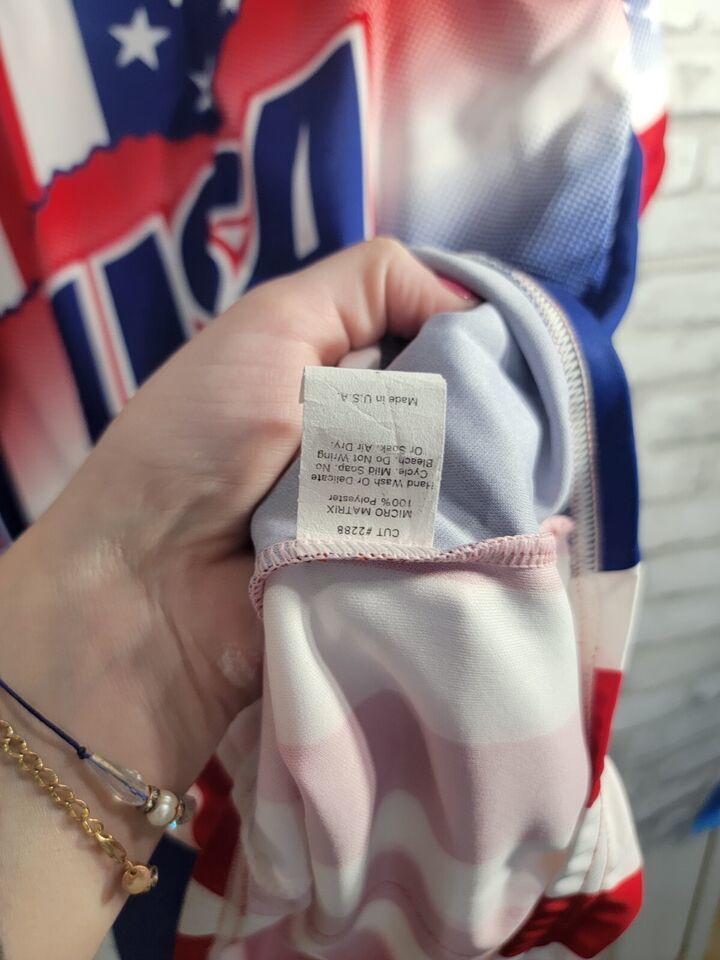 USA
CUT #2288
MICRO MATRIX
100% Polyester
Hand Wash Or Delicate
Cycle. Mild Soap. No
Bleach. Do Not Wring
Or Soak. Air Dry.
Made in U.S.A.